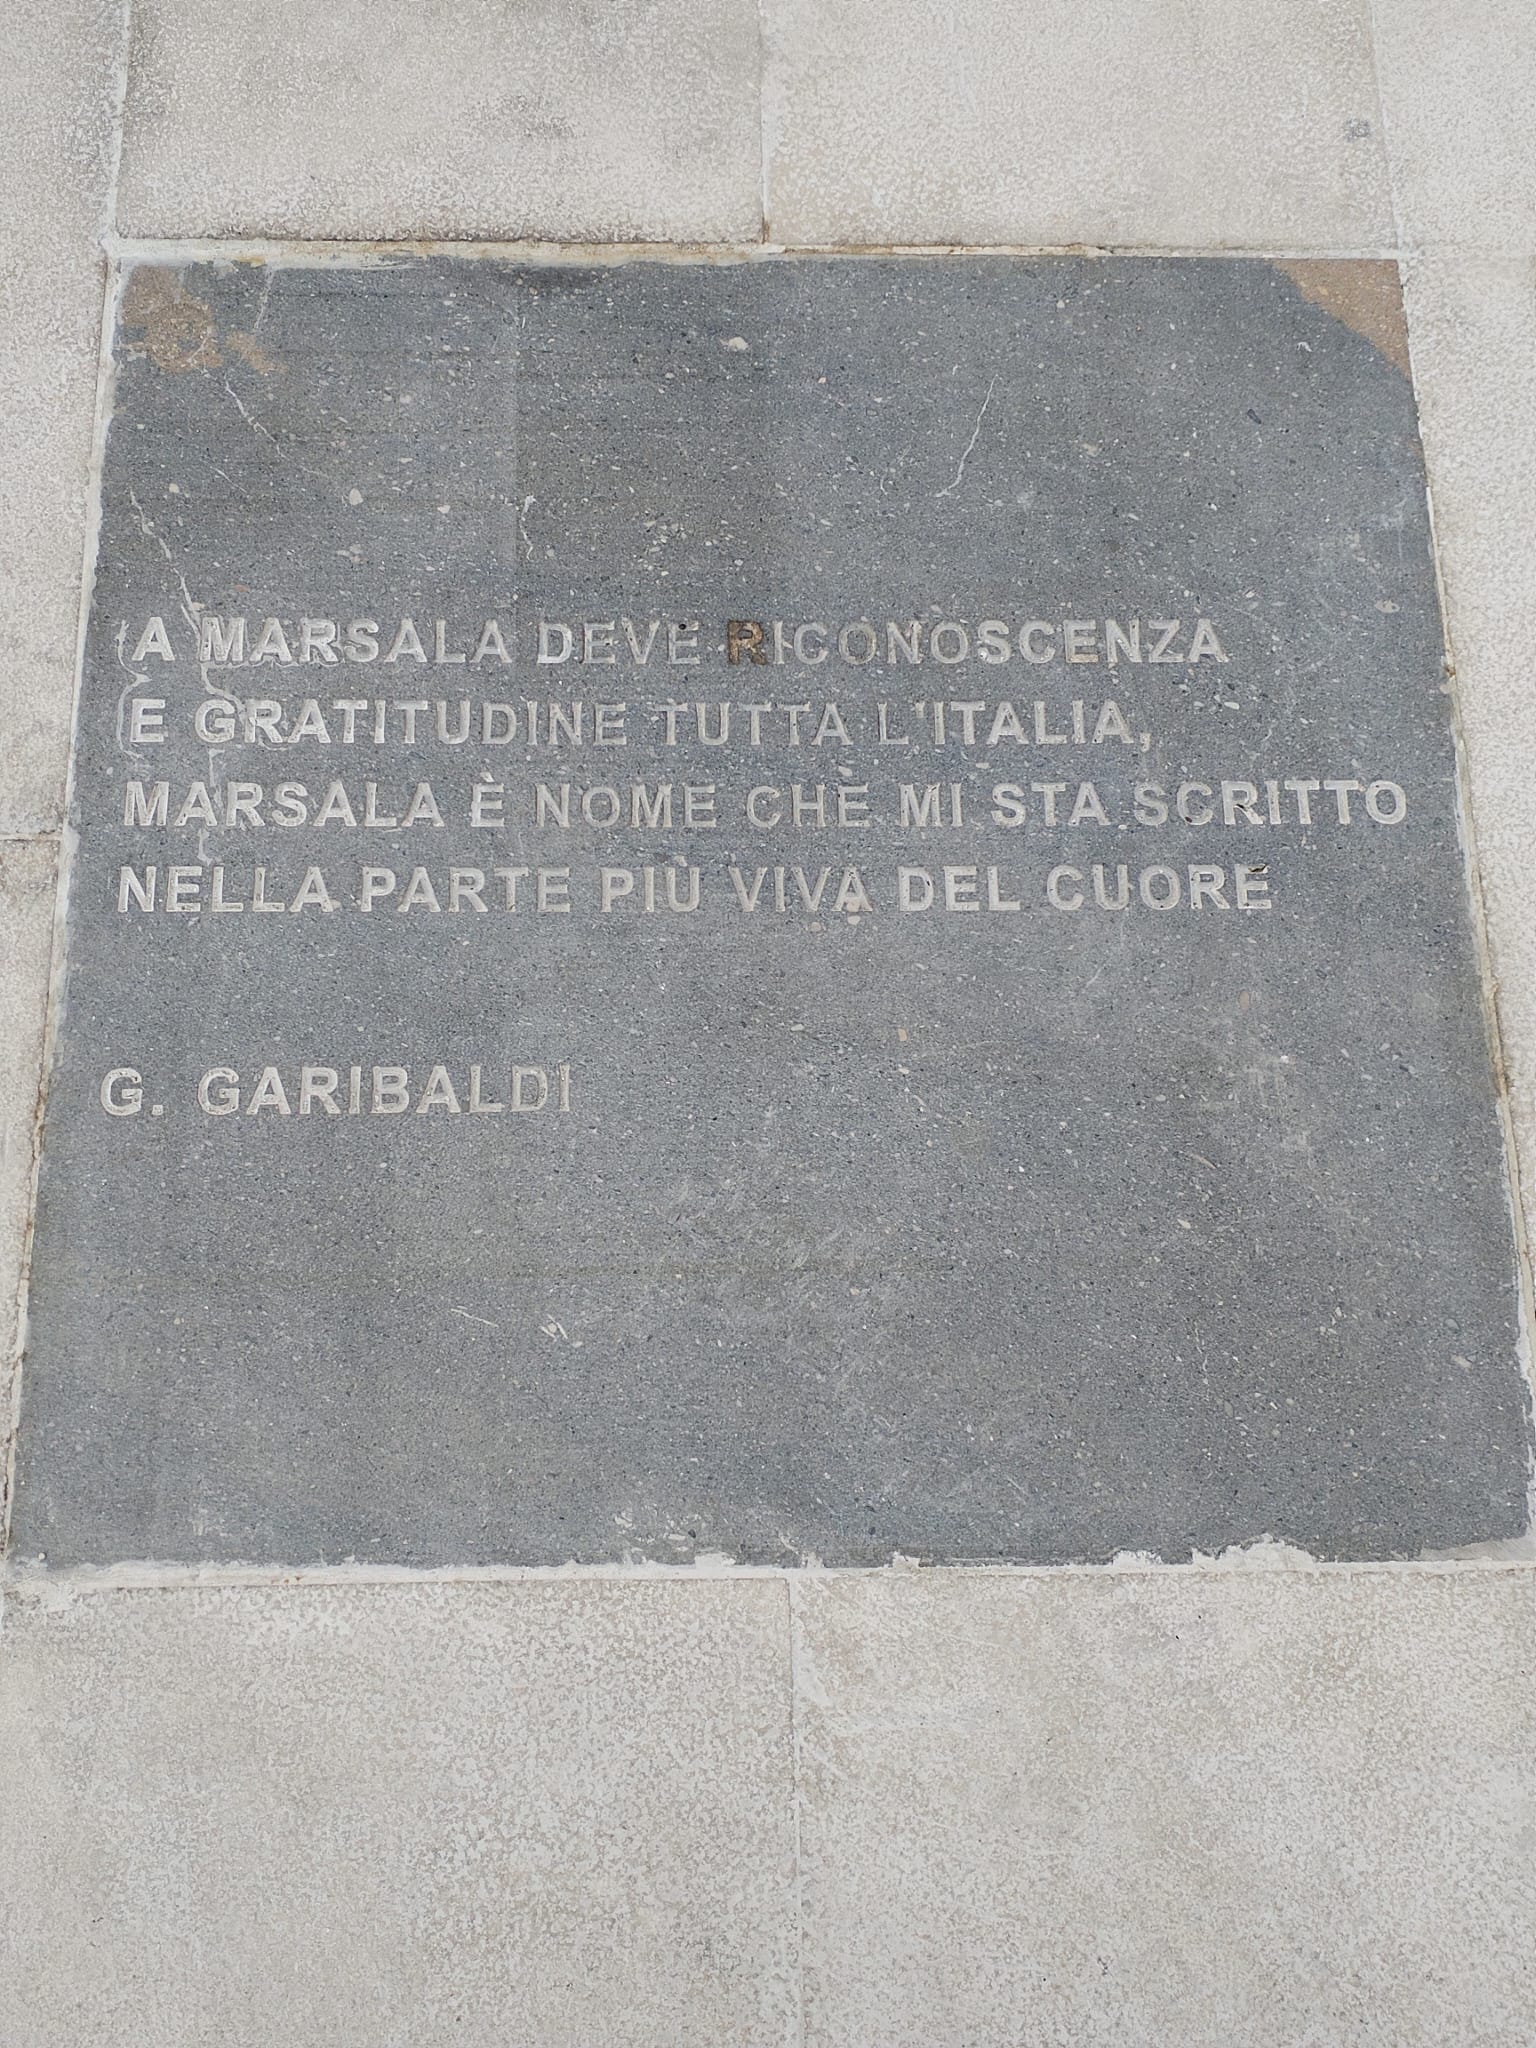 A MARSALA DEVE RICONOSCENZA
E GRATITUDINE TUTTA L'ITALIA,
MARSALA È NOME CHE MI STA SCRITTO
NELLA PARTE PIÙ VIVA DEL CUORE
G. GARIBALDI